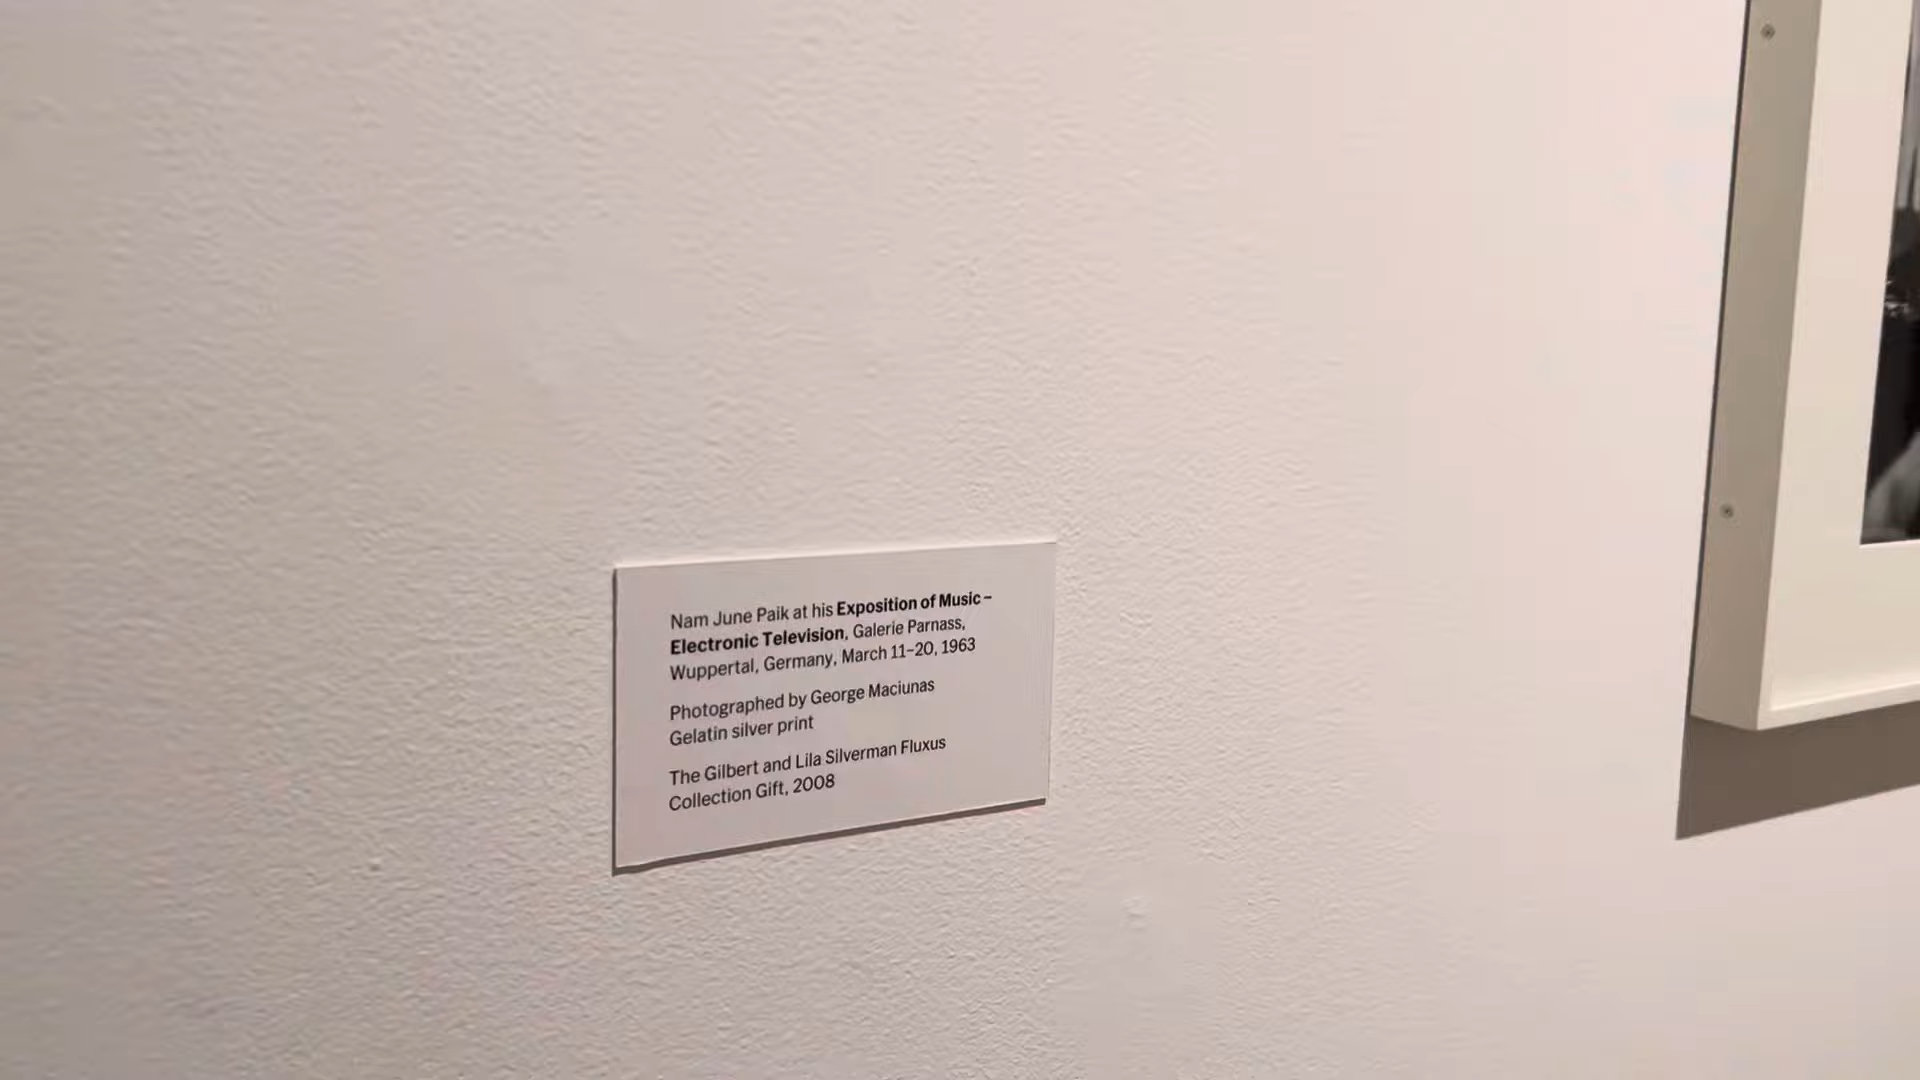 Nam June Paik at his Exposition of Music –
Electronic Television, Galerie Parnass,
Wuppertal, Germany, March 11–20, 1963
Photographed by George Maciunas
Gelatin silver print
The Gilbert and Lila Silverman Fluxus
Collection Gift, 2008